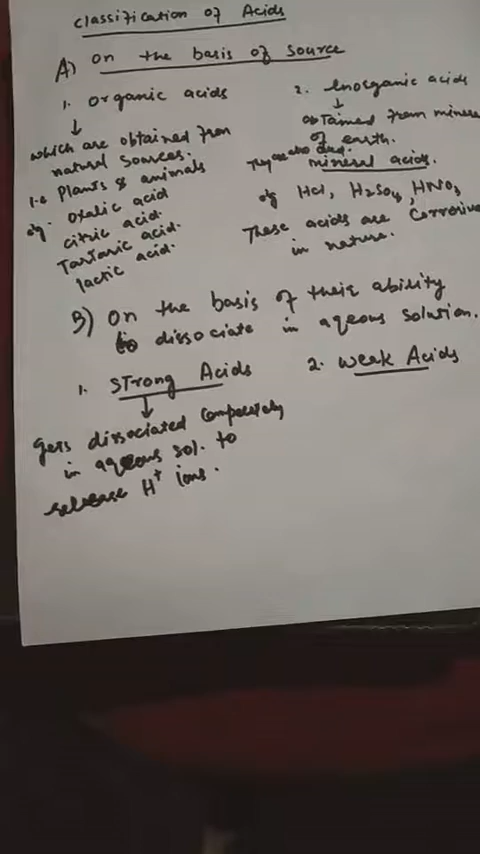 classification of Acids
A) on the basis of source
1. organic acids
↓
which are obtained from
natural sources.
i.e Plants & animals
eg. oxalic acid
citric acid.
Tartaric acid.
lactic acid.
2. Inorganic acids
↓
obtained from mineral
of earth.
mineral acids.
eg HCl, H₂SO₄, HNO₃
These acids are corrosive
in nature.
B) On the basis of their ability
to dissociate in aqeous solution.
1. Strong Acids
↓
Gets dissociated completely
in aqeous sol. to
release H⁺ ions.
2. weak Acids